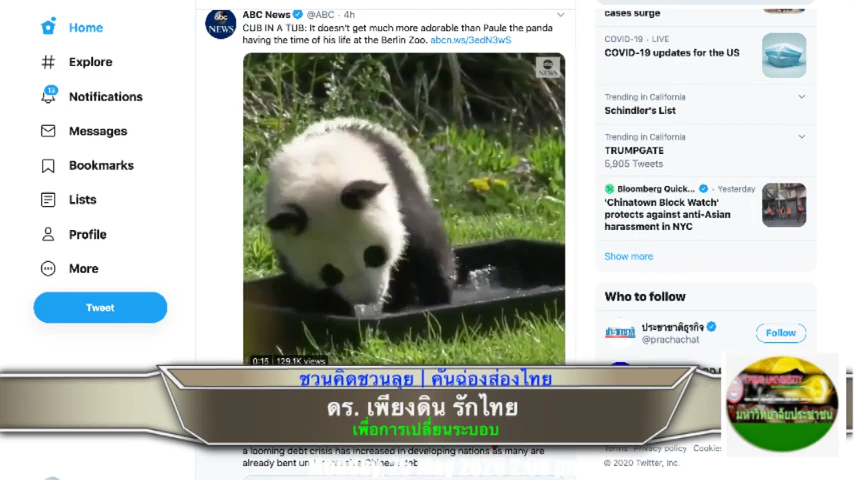 Home
Explore
Notifications
Messages
Bookmarks
Lists
Profile
More
Tweet
ABC News @ABC · 4h
CUB IN A TUB: It doesn't get much more adorable than Paule the panda
having the time of his life at the Berlin Zoo. abcn.ws/3edN3wS
abc NEWS
0:15 129.1K views
a looming debt crisis has increased in developing nations as many are
cases surge
COVID-19 · LIVE
COVID-19 updates for the US
Trending in California
Schindler's List
Trending in California
TRUMPGATE
5,905 Tweets
Bloomberg Quick... · Yesterday
'Chinatown Block Watch'
protects against anti-Asian
harassment in NYC
Show more
Who to follow
ประชาชาติธุรกิจ
@prachachat
Follow
Terms Privacy policy Cookies
© 2020 Twitter, Inc.
ชวนคิดชวนลุย | คันฉ่องส่องไทย
ดร. เพียงดิน รักไทย
เพื่อการเปลี่ยนระบอบ
มหาวิทยาลัยประชาชน